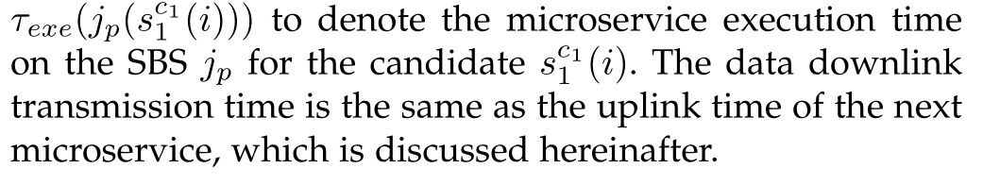 τ_{exe}(j_p(s_1^{c_1}(i))) to denote the microservice execution time
on the SBS j_p for the candidate s_1^{c_1}(i). The data downlink
transmission time is the same as the uplink time of the next
microservice, which is discussed hereinafter.